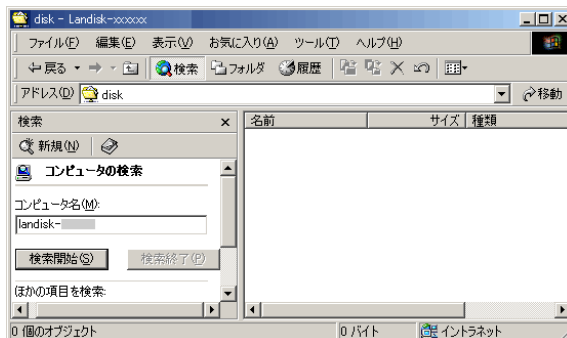 disk - Landisk-xxxxxx
ファイル(F) 編集(E) 表示(V) お気に入り(A) ツール(T) ヘルプ(H)
戻る 検索 フォルダ 履歴
アドレス(D) disk 移動
検索 × 名前 サイズ 種類
新規(N)
コンピュータの検索
コンピュータ名(M):
landisk-
検索開始(S) 検索終了(P)
ほかの項目を検索:
0 個のオブジェクト 0 バイト イントラネット